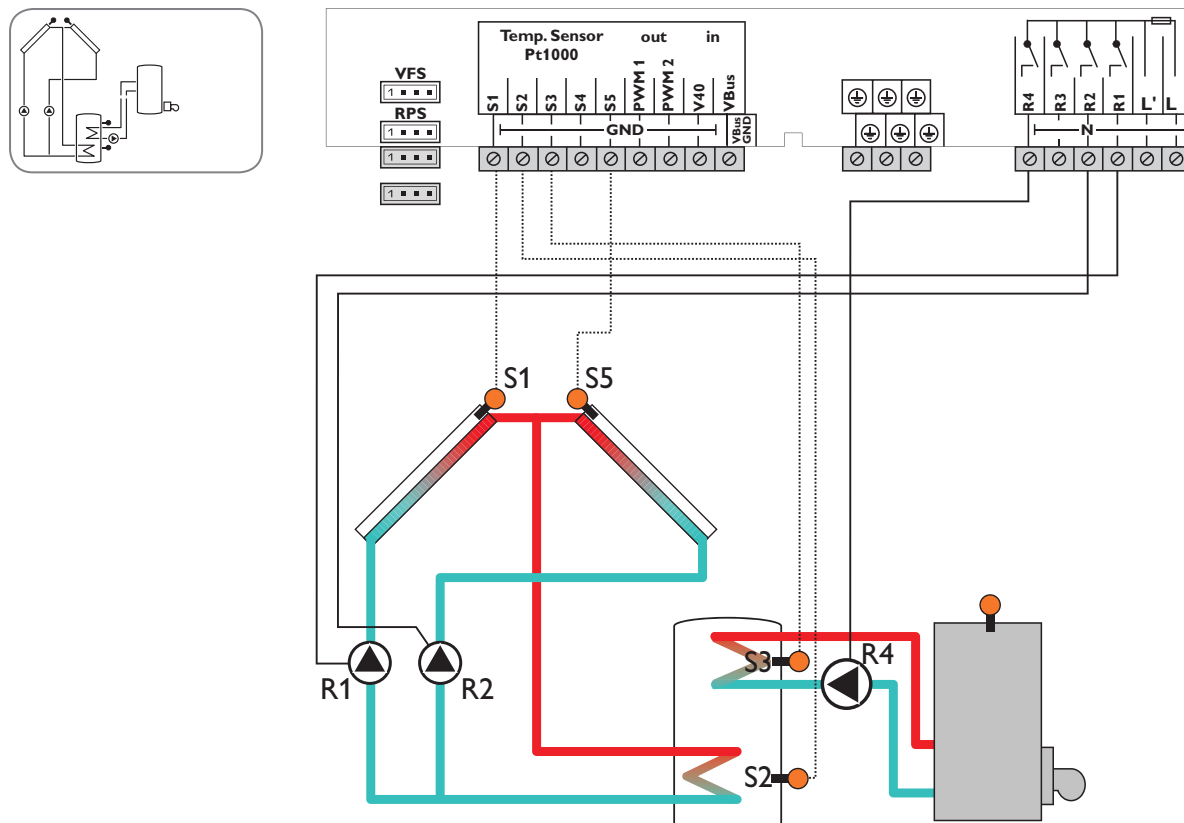 Temp. Sensor out in
Pt1000
VFS
1
RPS
1
1
1
S1 S2 S3 S4 S5 PWM 1 PWM 2 V40 VBus
GND
VBus GND
R4 R3 R2 R1 L' L
N
S1 S5
R1 R2
S3 R4
S2